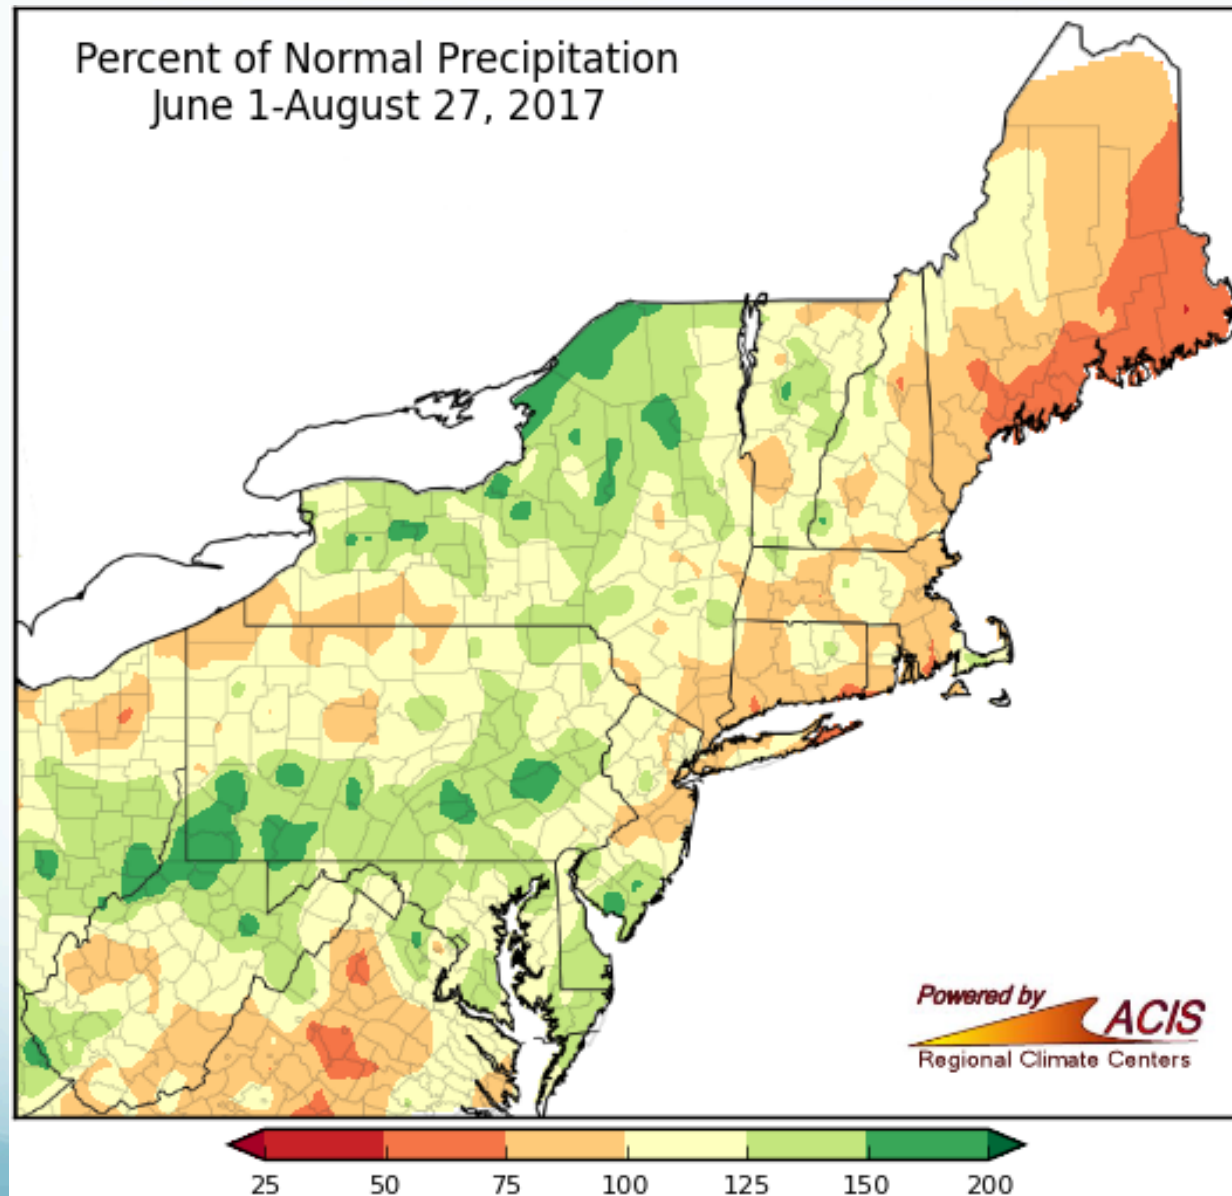 Percent of Normal Precipitation
June 1-August 27, 2017
Powered by
ACIS
Regional Climate Centers
25 50 75 100 125 150 200